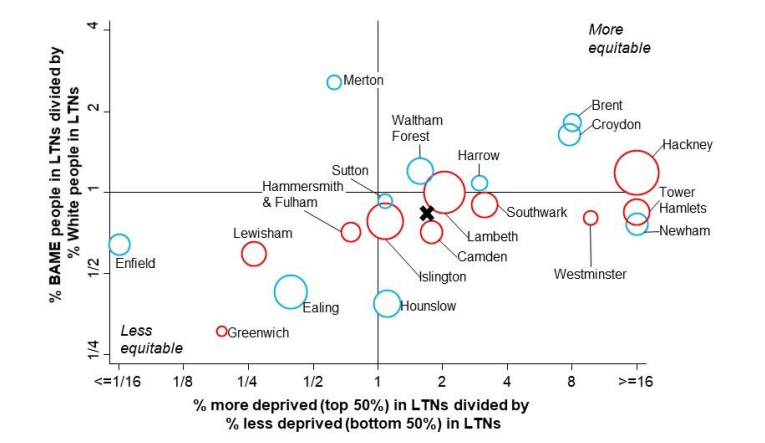 More
equitable
4
Merton
2
Brent
Croydon
Waltham
Forest
Hackney
Harrow
Sutton
1
Hammersmith
& Fulham
Tower
Hamlets
Southwark
Newham
Lewisham
Lambeth
Camden
Enfield
Islington
Westminster
1/2
Ealing
Hounslow
Less
equitable
Greenwich
1/4
<=1/16
1/8
1/4
1/2
1
2
4
8
>=16
% more deprived (top 50%) in LTNs divided by
% less deprived (bottom 50%) in LTNs
% BAME people in LTNs divided by
% White people in LTNs